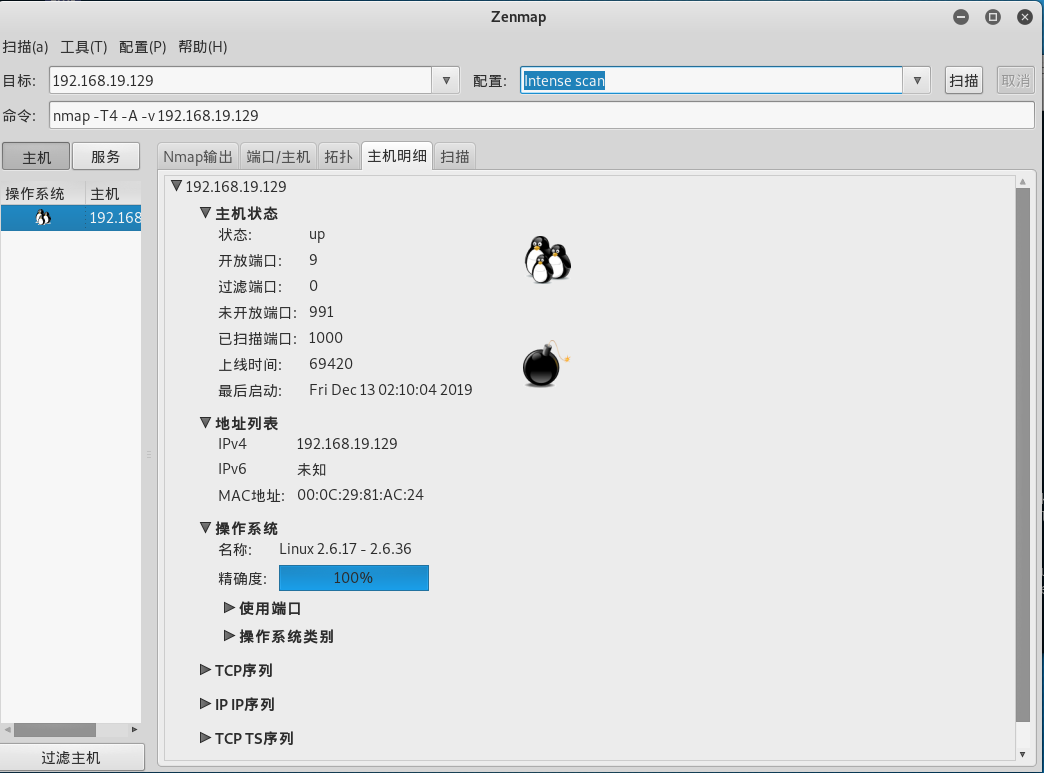 Zenmap
扫描(a) 工具(T) 配置(P) 帮助(H)
目标: 192.168.19.129 配置: Intense scan 扫描 取消
命令: nmap -T4 -A -v 192.168.19.129
主机 服务 Nmap输出 端口/主机 拓扑 主机明细 扫描
操作系统 主机
192.168
192.168.19.129
主机状态
状态: up
开放端口: 9
过滤端口: 0
未开放端口: 991
已扫描端口: 1000
上线时间: 69420
最后启动: Fri Dec 13 02:10:04 2019
地址列表
IPv4 192.168.19.129
IPv6 未知
MAC地址: 00:0C:29:81:AC:24
操作系统
名称: Linux 2.6.17 - 2.6.36
精确度: 100%
使用端口
操作系统类别
TCP序列
IP IP序列
TCP TS序列
过滤主机